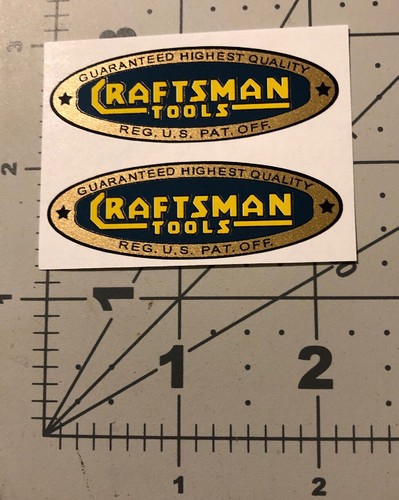 3
GUARANTEED HIGHEST QUALITY
CRAFTSMAN
TOOLS
REG. U.S. PAT. OFF.
2
GUARANTEED HIGHEST QUALITY
CRAFTSMAN
TOOLS
REG. U.S. PAT. OFF.
1
1
1
2
1
2